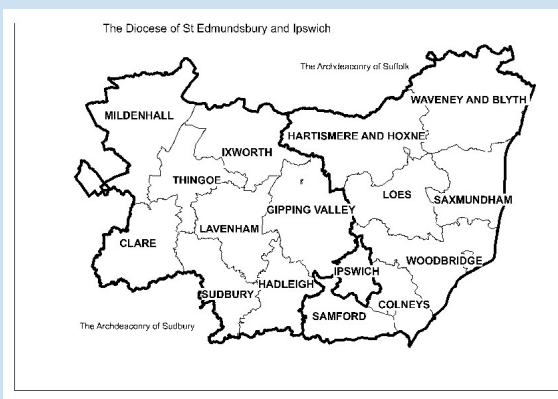 The Diocese of St Edmundsbury and Ipswich
The Archdeaconry of Suffolk
WAVENEY AND BLYTH
MILDENHALL
HARTISMERE AND HOXNE
IXWORTH
THINGOE
LOES
SAXMUNDHAM
GIPPING VALLEY
LAVENHAM
CLARE
WOODBRIDGE
IPSWICH
HADLEIGH
SUDBURY
COLNEYS
SAMFORD
The Archdeaconry of Sudbury